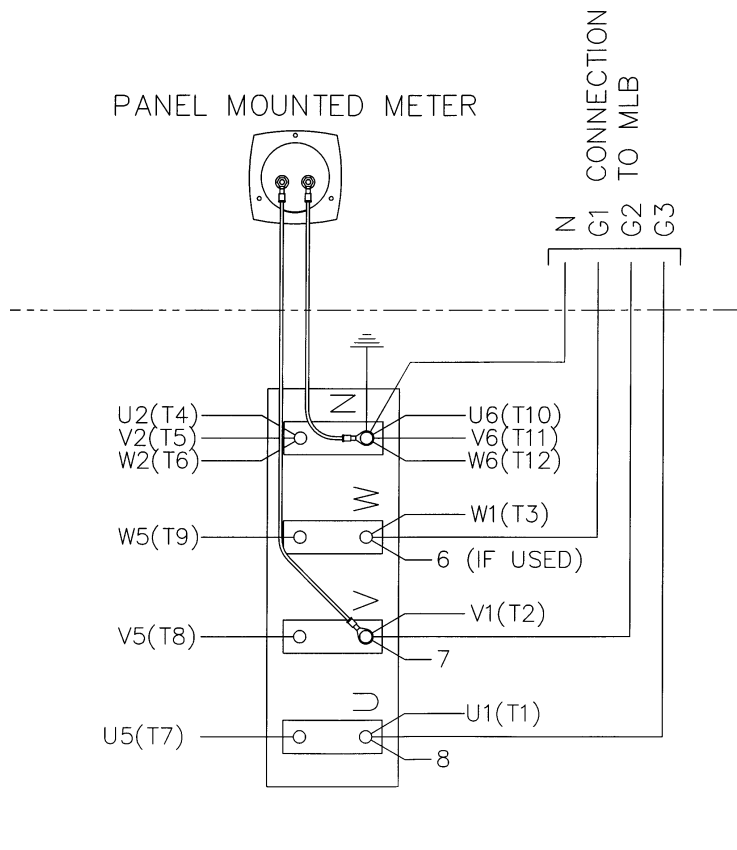 PANEL MOUNTED METER
CONNECTION
TO MLB
N
G1
G2
G3
N
U2(T4)
V2(T5)
W2(T6)
U6(T10)
V6(T11)
W6(T12)
W
W5(T9)
W1(T3)
6 (IF USED)
V
V5(T8)
V1(T2)
7
U
U5(T7)
U1(T1)
8